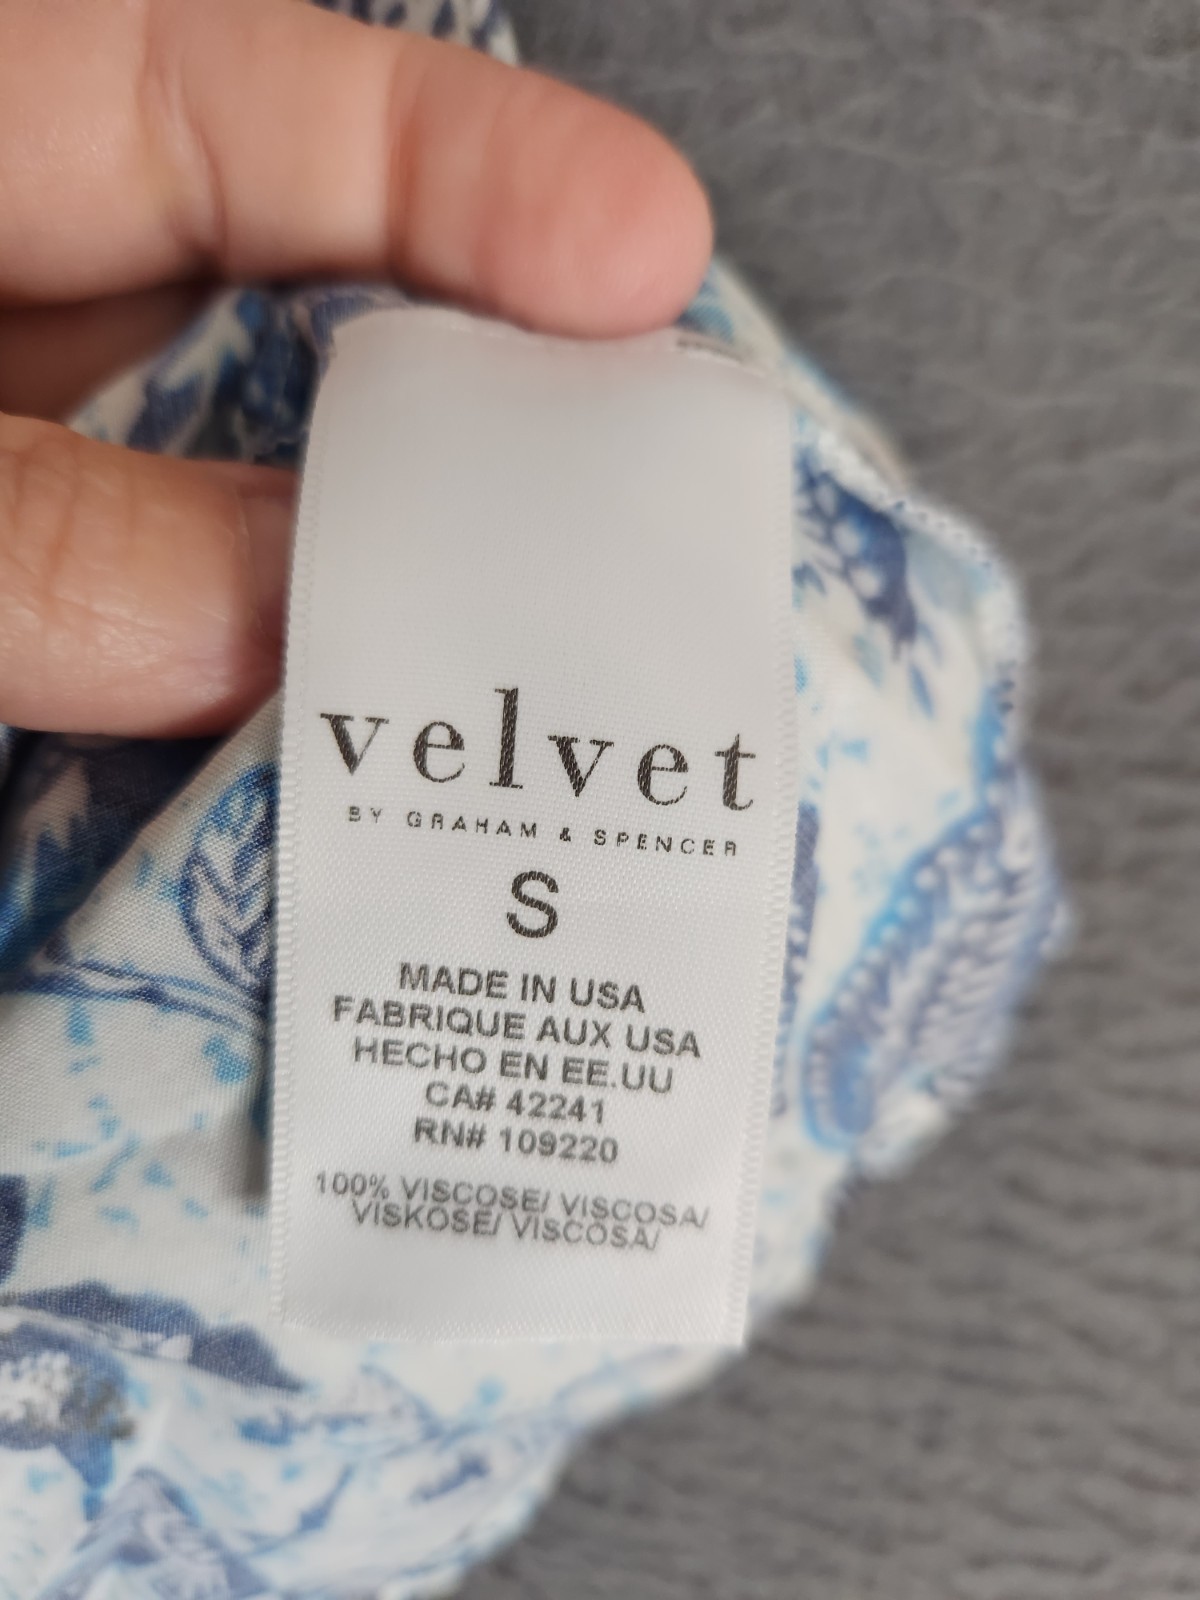 velvet
BY GRAHAM & SPENCER
S
MADE IN USA
FABRIQUE AUX USA
HECHO EN EE.UU
CA# 42241
RN# 109220
100% VISCOSE/ VISCOSA/
VISKOSE/ VISCOSA/